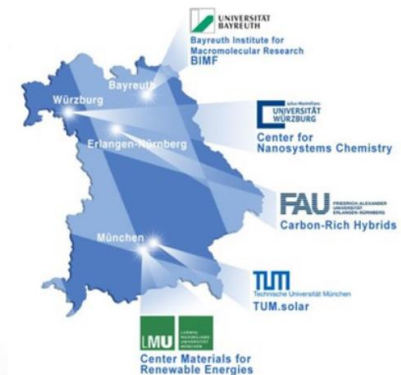 UNIVERSITÄT
BAYREUTH
Bayreuth Institute for
Macromolecular Research
BIMF
Bayreuth
Würzburg
Julius-Maximilians-
UNIVERSITÄT
WÜRZBURG
Center for
Nanosystems Chemistry
Erlangen-Nürnberg
FAU
FRIEDRICH-ALEXANDER
UNIVERSITÄT
ERLANGEN-NÜRNBERG
Carbon-Rich Hybrids
München
TUM
Technische Universität München
TUM.solar
LMU
LUDWIG-
MAXIMILIANS-
UNIVERSITÄT
MÜNCHEN
Center Materials for
Renewable Energies